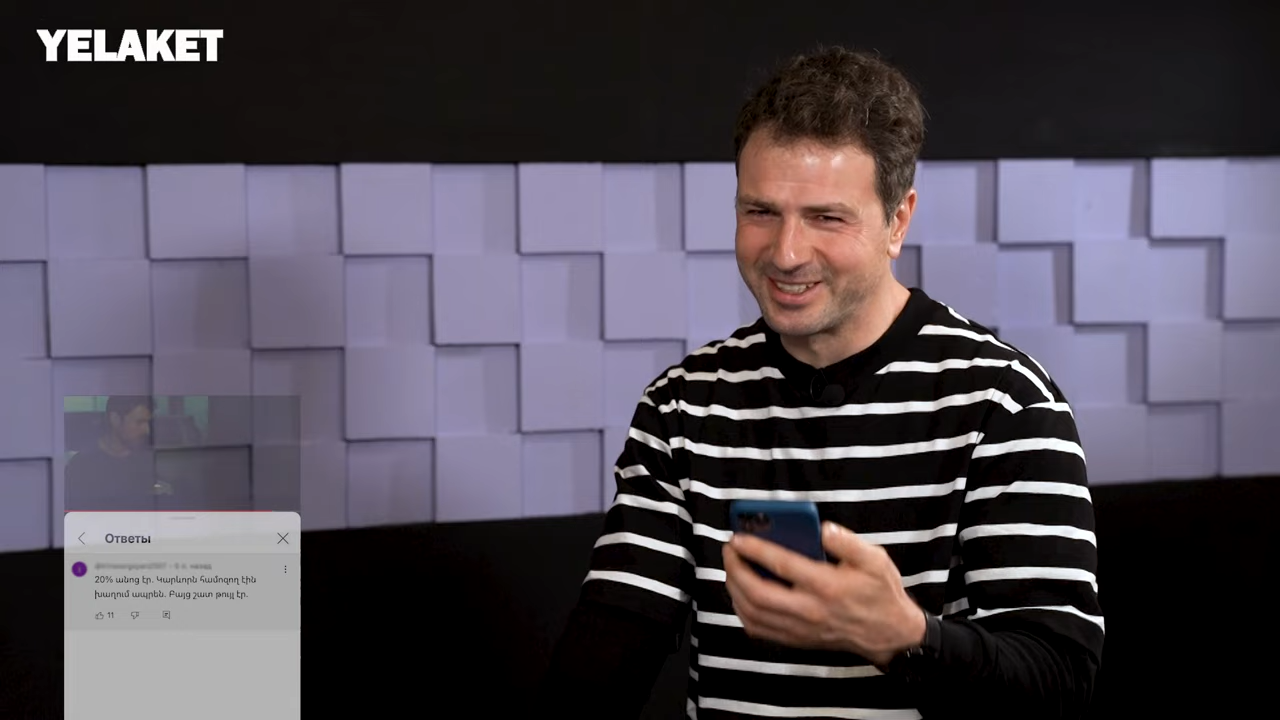 YELAKET
Ответы
20% անոց էր. Կարևորն համոզող էին
խաղում ապրեն. Բայց շատ թույլ էր.
11